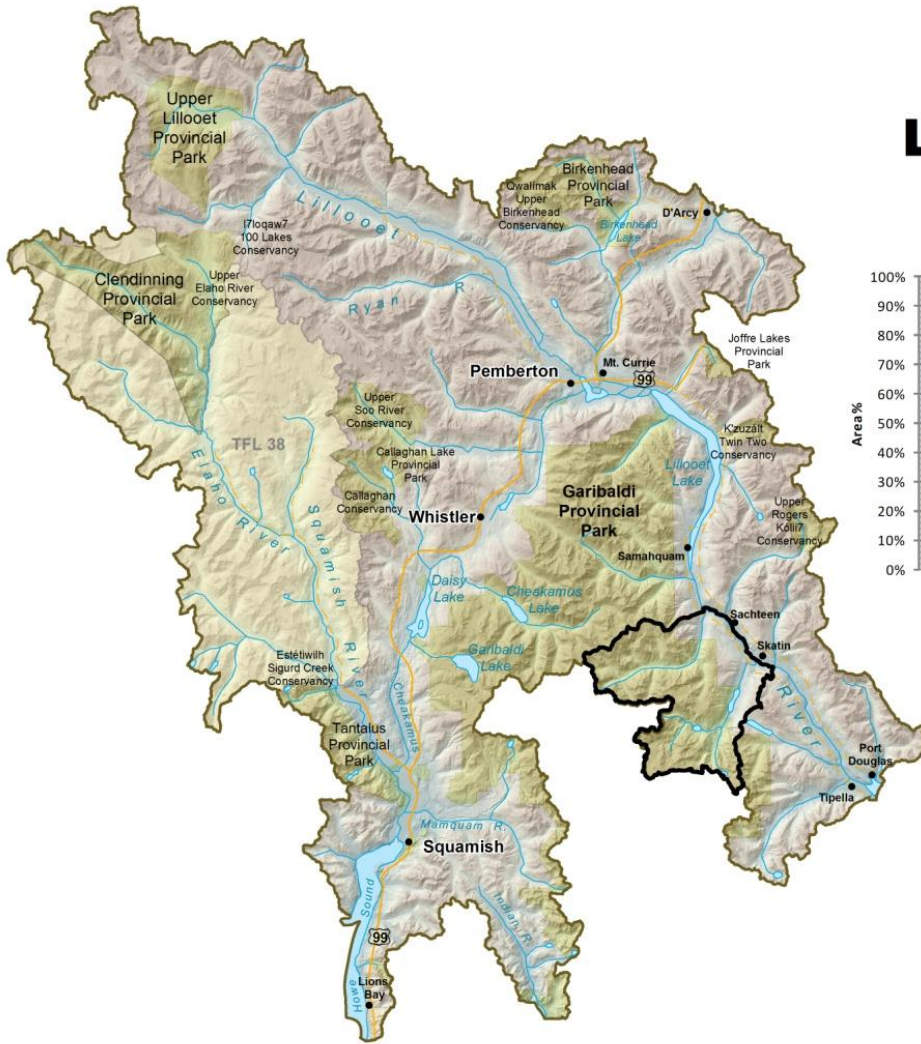 Upper
Lillooet
Provincial
Park
L
Birkenhead
Provincial
Park
Qwalimak
Upper
Birkenhead
Conservancy
Birkenhead
Lake
D'Arcy
Lillooet
I7loqaw7
100 Lakes
Conservancy
Clendinning
Provincial
Park
Upper
Elaho River
Conservancy
Ryan R.
Joffre Lakes
Provincial
Park
Pemberton
Mt. Currie
99
100%
90%
80%
70%
60%
50%
40%
30%
20%
10%
0%
Area%
Upper
Soo River
Conservancy
TFL 38
Callaghan Lake
Provincial
Park
Callaghan
Conservancy
K'zuzált
Twin Two
Conservancy
Lillooet
Lake
Garibaldi
Provincial
Park
Upper
Rogers
Kólii7
Conservancy
Elaho River
Squamish River
Whistler
Samahquam
Daisy
Lake
Cheakamus
Lake
Sachteen
Skatin
Garibaldi
Lake
Estétiwilh
Sigurd Creek
Conservancy
Cheakamus
River
Tantalus
Provincial
Park
Port
Douglas
Tipella
Mamquam R.
Squamish
Indian R.
Howe Sound
99
Lions
Bay